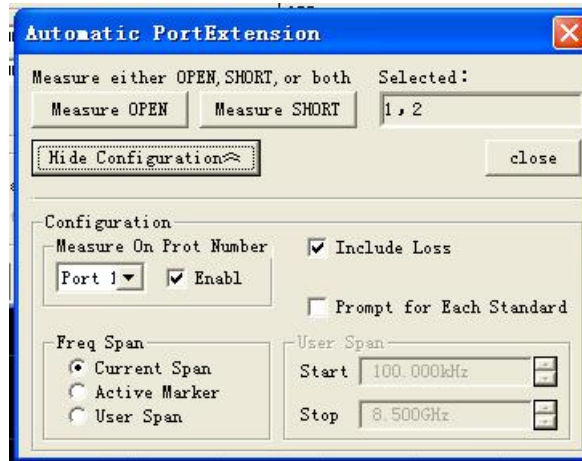 Automatic PortExtension
Measure either OPEN, SHORT, or both
Selected:
Measure OPEN
Measure SHORT
1,2
Hide Configuration
close
Configuration
Measure On Prot Number
Include Loss
Port 1
Enabl
Prompt for Each Standard
Freq Span
User Span
Current Span
Start
100.000kHz
Active Marker
User Span
Stop
8.500GHz